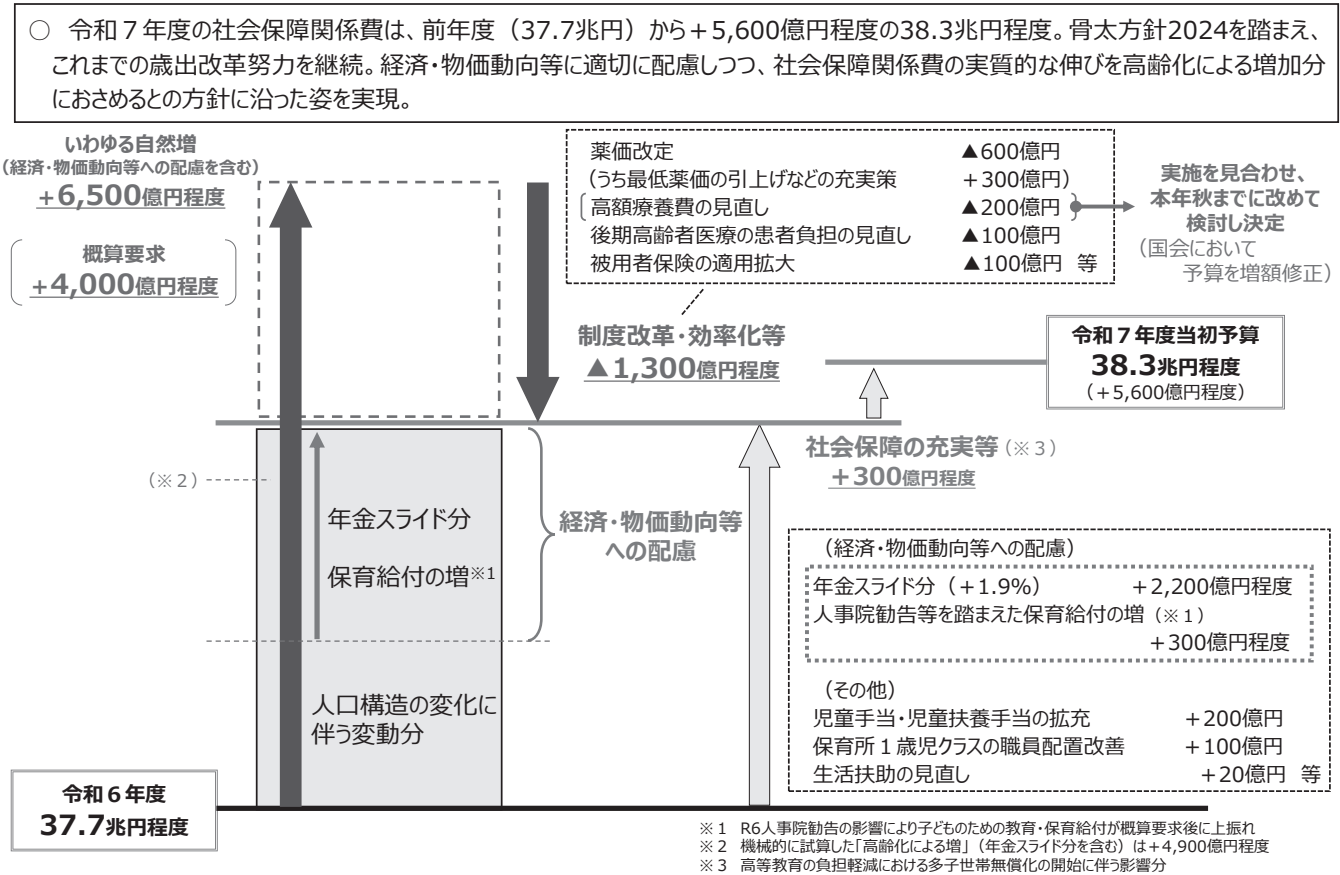 ○ 令和７年度の社会保障関係費は、前年度（37.7兆円）から＋5,600億円程度の38.3兆円程度。骨太方針2024を踏まえ、
これまでの歳出改革努力を継続。経済・物価動向等に適切に配慮しつつ、社会保障関係費の実質的な伸びを高齢化による増加分
におさめるとの方針に沿った姿を実現。
いわゆる自然増
（経済・物価動向等への配慮を含む）
＋6,500億円程度
概算要求
＋4,000億円程度
薬価改定 ▲600億円
（うち最低薬価の引上げなどの充実策 ＋300億円）
高額療養費の見直し ▲200億円
後期高齢者医療の患者負担の見直し ▲100億円
被用者保険の適用拡大 ▲100億円 等
実施を見合わせ、
本年秋までに改めて
検討し決定
（国会において
予算を増額修正）
制度改革・効率化等
▲1,300億円程度
令和７年度当初予算
38.3兆円程度
（＋5,600億円程度）
社会保障の充実等（※３）
＋300億円程度
（※２）
年金スライド分
保育給付の増※1
経済・物価動向等
への配慮
人口構造の変化に
伴う変動分
（経済・物価動向等への配慮）
年金スライド分（＋1.9%） ＋2,200億円程度
人事院勧告等を踏まえた保育給付の増（※１）
＋300億円程度
（その他）
児童手当・児童扶養手当の拡充 ＋200億円
保育所１歳児クラスの職員配置改善 ＋100億円
生活扶助の見直し ＋20億円 等
令和６年度
37.7兆円程度
※１ R6人事院勧告の影響により子どものための教育・保育給付が概算要求後に上振れ
※２ 機械的に試算した「高齢化による増」（年金スライド分を含む）は＋4,900億円程度
※３ 高等教育の負担軽減における多子世帯無償化の開始に伴う影響分